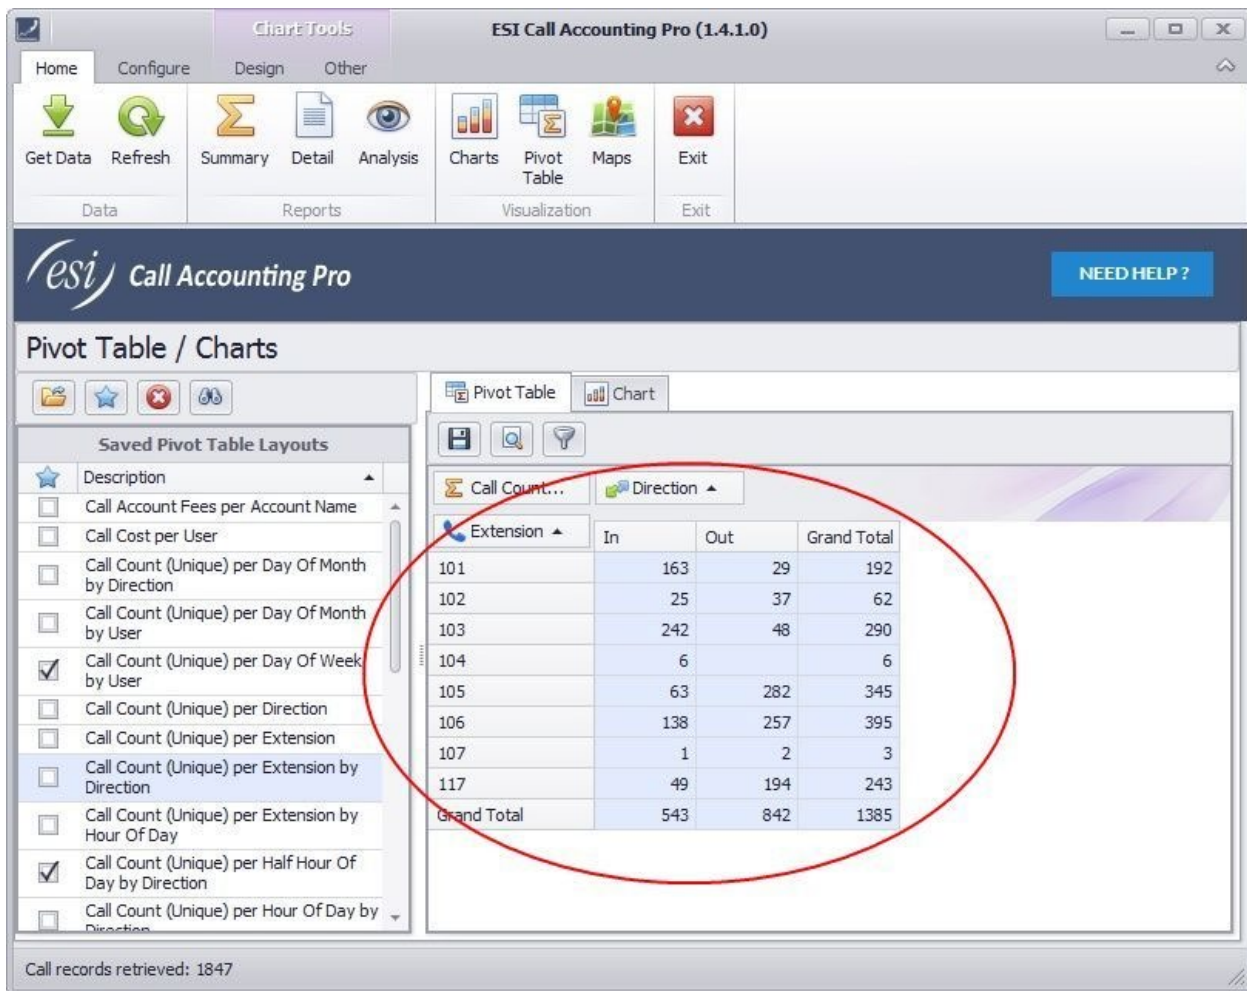 Chart Tools
ESI Call Accounting Pro (1.4.1.0)
Home Configure Design Other
Get Data Refresh Summary Detail Analysis Charts Pivot Maps Exit
Table
Data Reports Visualization Exit
esi Call Accounting Pro
NEED HELP ?
Pivot Table / Charts
Saved Pivot Table Layouts
Description
Call Account Fees per Account Name
Call Cost per User
Call Count (Unique) per Day Of Month
by Direction
Call Count (Unique) per Day Of Month
by User
Call Count (Unique) per Day Of Week
by User
Call Count (Unique) per Direction
Call Count (Unique) per Extension
Call Count (Unique) per Extension by
Direction
Call Count (Unique) per Extension by
Hour Of Day
Call Count (Unique) per Half Hour Of
Day by Direction
Call Count (Unique) per Hour Of Day by
Direction
Pivot Table Chart
Call Count... Direction
Extension In Out Grand Total
101 163 29 192
102 25 37 62
103 242 48 290
104 6 6
105 63 282 345
106 138 257 395
107 1 2 3
117 49 194 243
Grand Total 543 842 1385
Call records retrieved: 1847